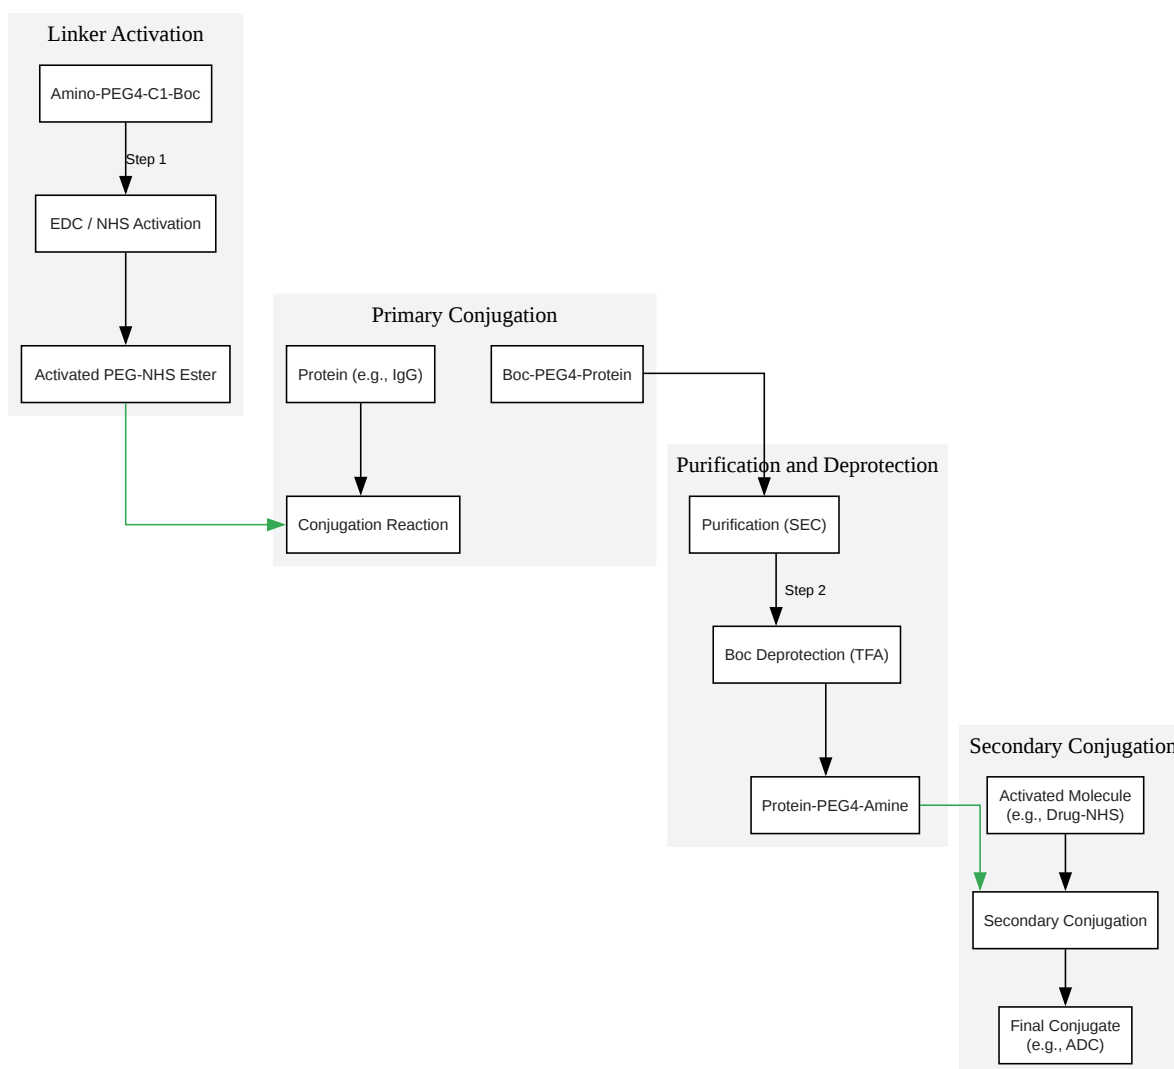 Linker Activation
Amino-PEG4-C1-Boc
Step 1
EDC / NHS Activation
Activated PEG-NHS Ester
Primary Conjugation
Protein (e.g., IgG)
Boc-PEG4-Protein
Conjugation Reaction
Purification and Deprotection
Purification (SEC)
Step 2
Boc Deprotection (TFA)
Protein-PEG4-Amine
Secondary Conjugation
Activated Molecule
(e.g., Drug-NHS)
Secondary Conjugation
Final Conjugate
(e.g., ADC)